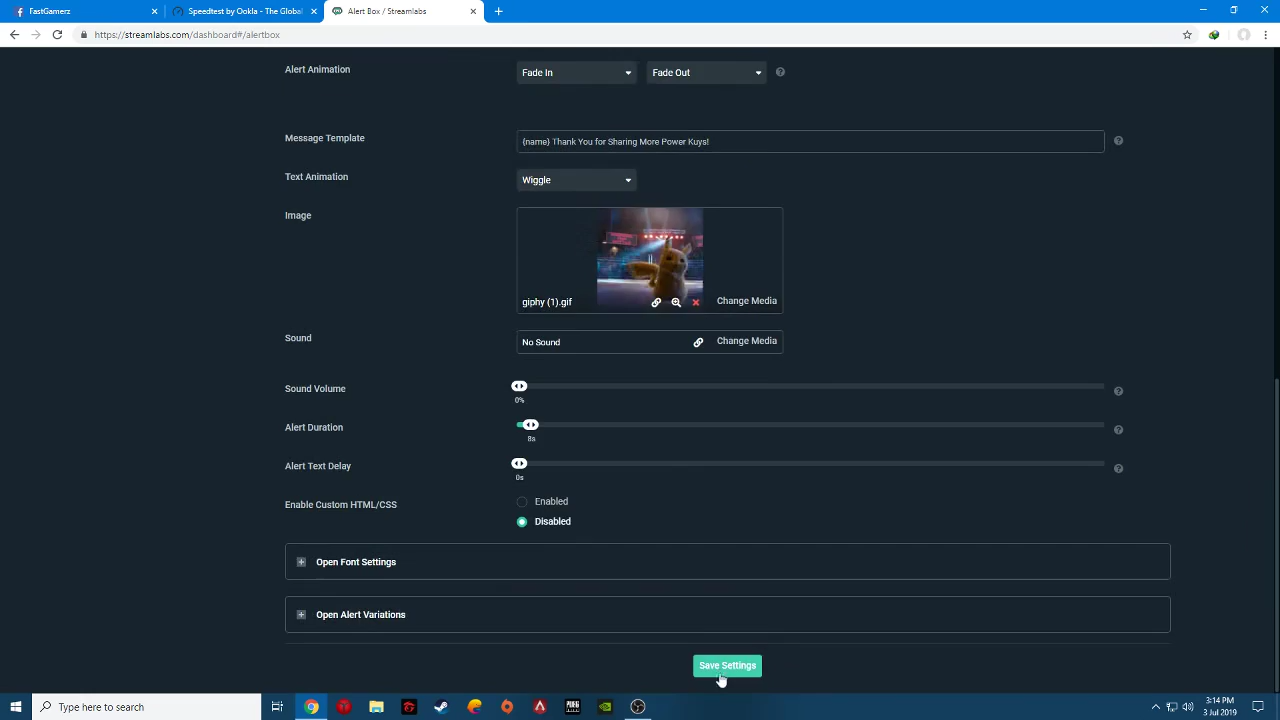 FastGamerz
Speedtest by Ookla - The Global
Alert Box / Streamlabs
https://streamlabs.com/dashboard#/alertbox
Alert Animation
Fade In
Fade Out
Message Template
{name} Thank You for Sharing More Power Kuys!
Text Animation
Wiggle
Image
giphy (1).gif
Change Media
Sound
No Sound
Change Media
Sound Volume
0%
Alert Duration
8s
Alert Text Delay
0s
Enable Custom HTML/CSS
Enabled
Disabled
Open Font Settings
Open Alert Variations
Save Settings
Type here to search
3:14 PM
3 Jul 2019